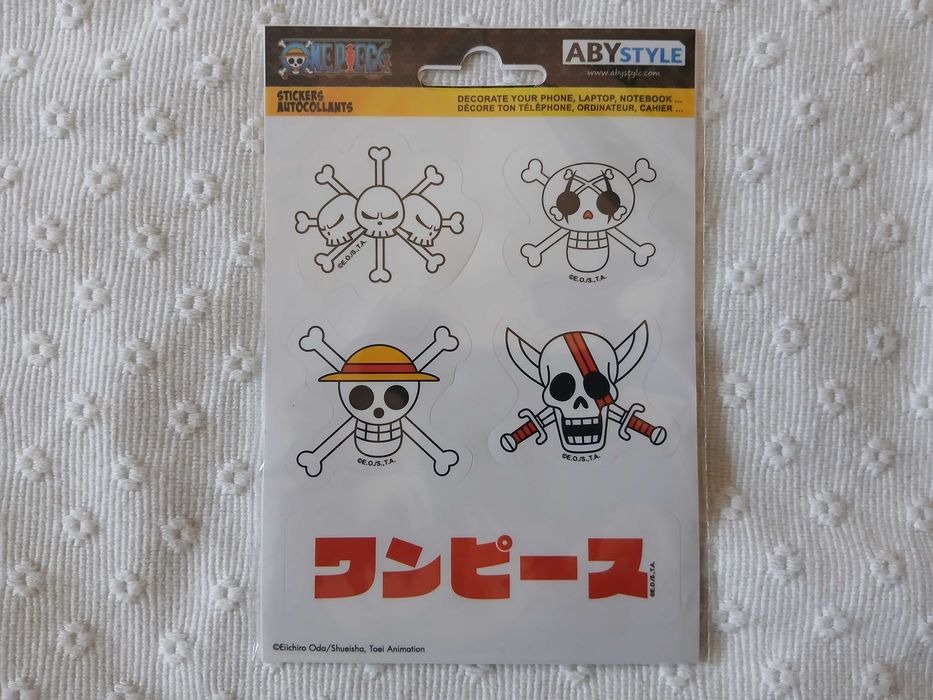 ONE PIECE
ABYSTYLE
www.abystyle.com
STICKERS
AUTOCOLLANTS
DECORATE YOUR PHONE, LAPTOP, NOTEBOOK ...
DÉCORE TON TÉLÉPHONE, ORDINATEUR, CAHIER ...
©E.O./S.,T.A.
©E.O./S.,T.A.
©E.O./S.,T.A.
©E.O./S.,T.A.
ワンピース
©E.O./S.,T.A.
©Eiichiro Oda/Shueisha, Toei Animation